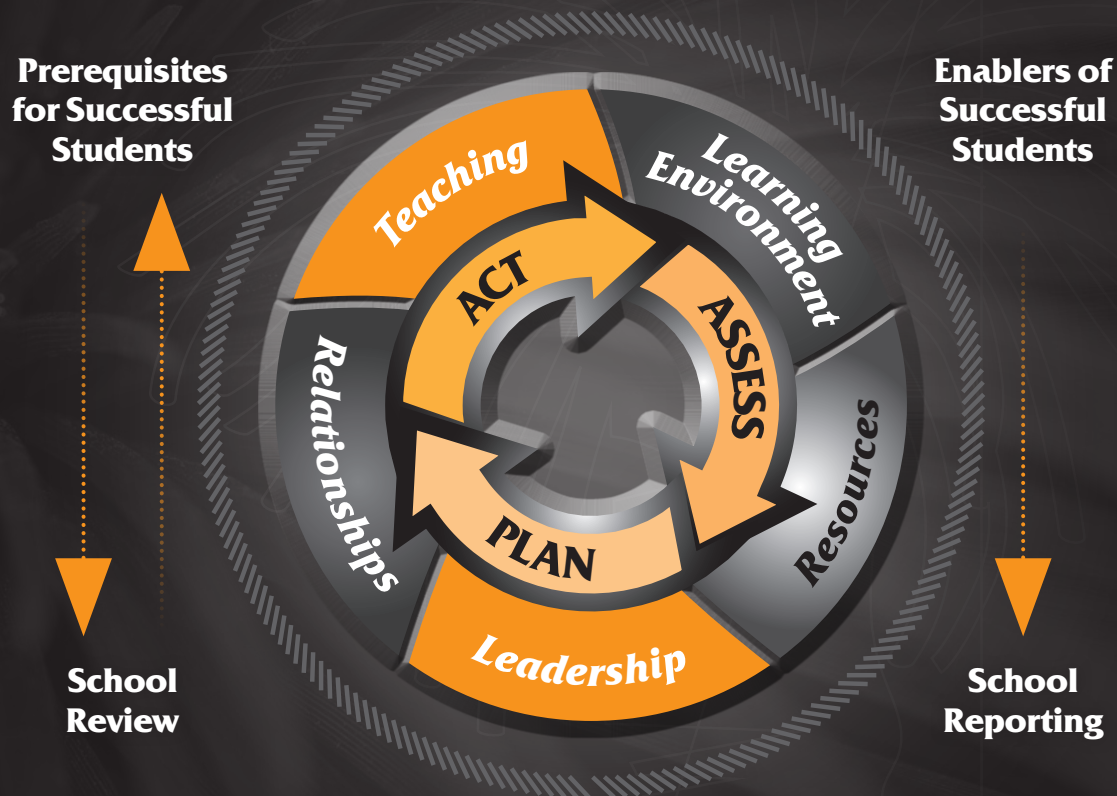 Prerequisites
for Successful
Students
Enablers of
Successful
Students
Teaching
Learning
Environment
ACT
ASSESS
Relationships
Resources
PLAN
Leadership
School
Review
School
Reporting